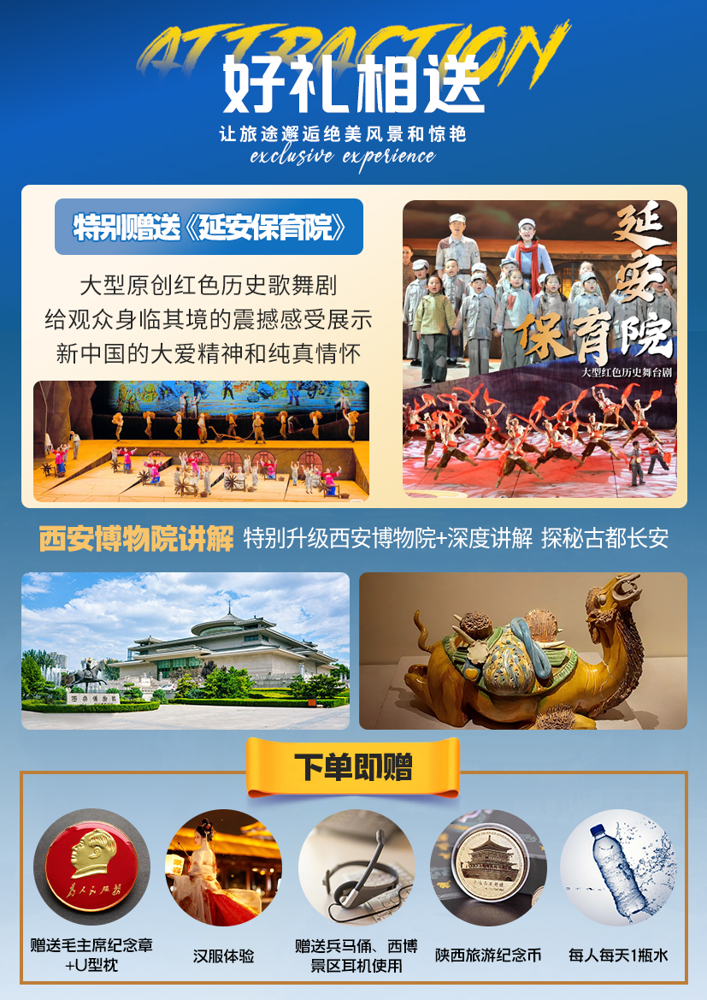 ATTRACTION
好礼相送
让旅途邂逅绝美风景和惊艳
exclusive experience
特别赠送《延安保育院》
大型原创红色历史歌舞剧
给观众身临其境的震撼感受展示
新中国的大爱精神和纯真情怀
延安
保育院
大型红色历史舞台剧
西安博物院讲解 特别升级西安博物院+深度讲解 探秘古都长安
西安博物院
下单即赠
为人民服务
赠送毛主席纪念章
+U型枕
汉服体验
赠送兵马俑、西博
景区耳机使用
陕西旅游纪念币
每人每天1瓶水